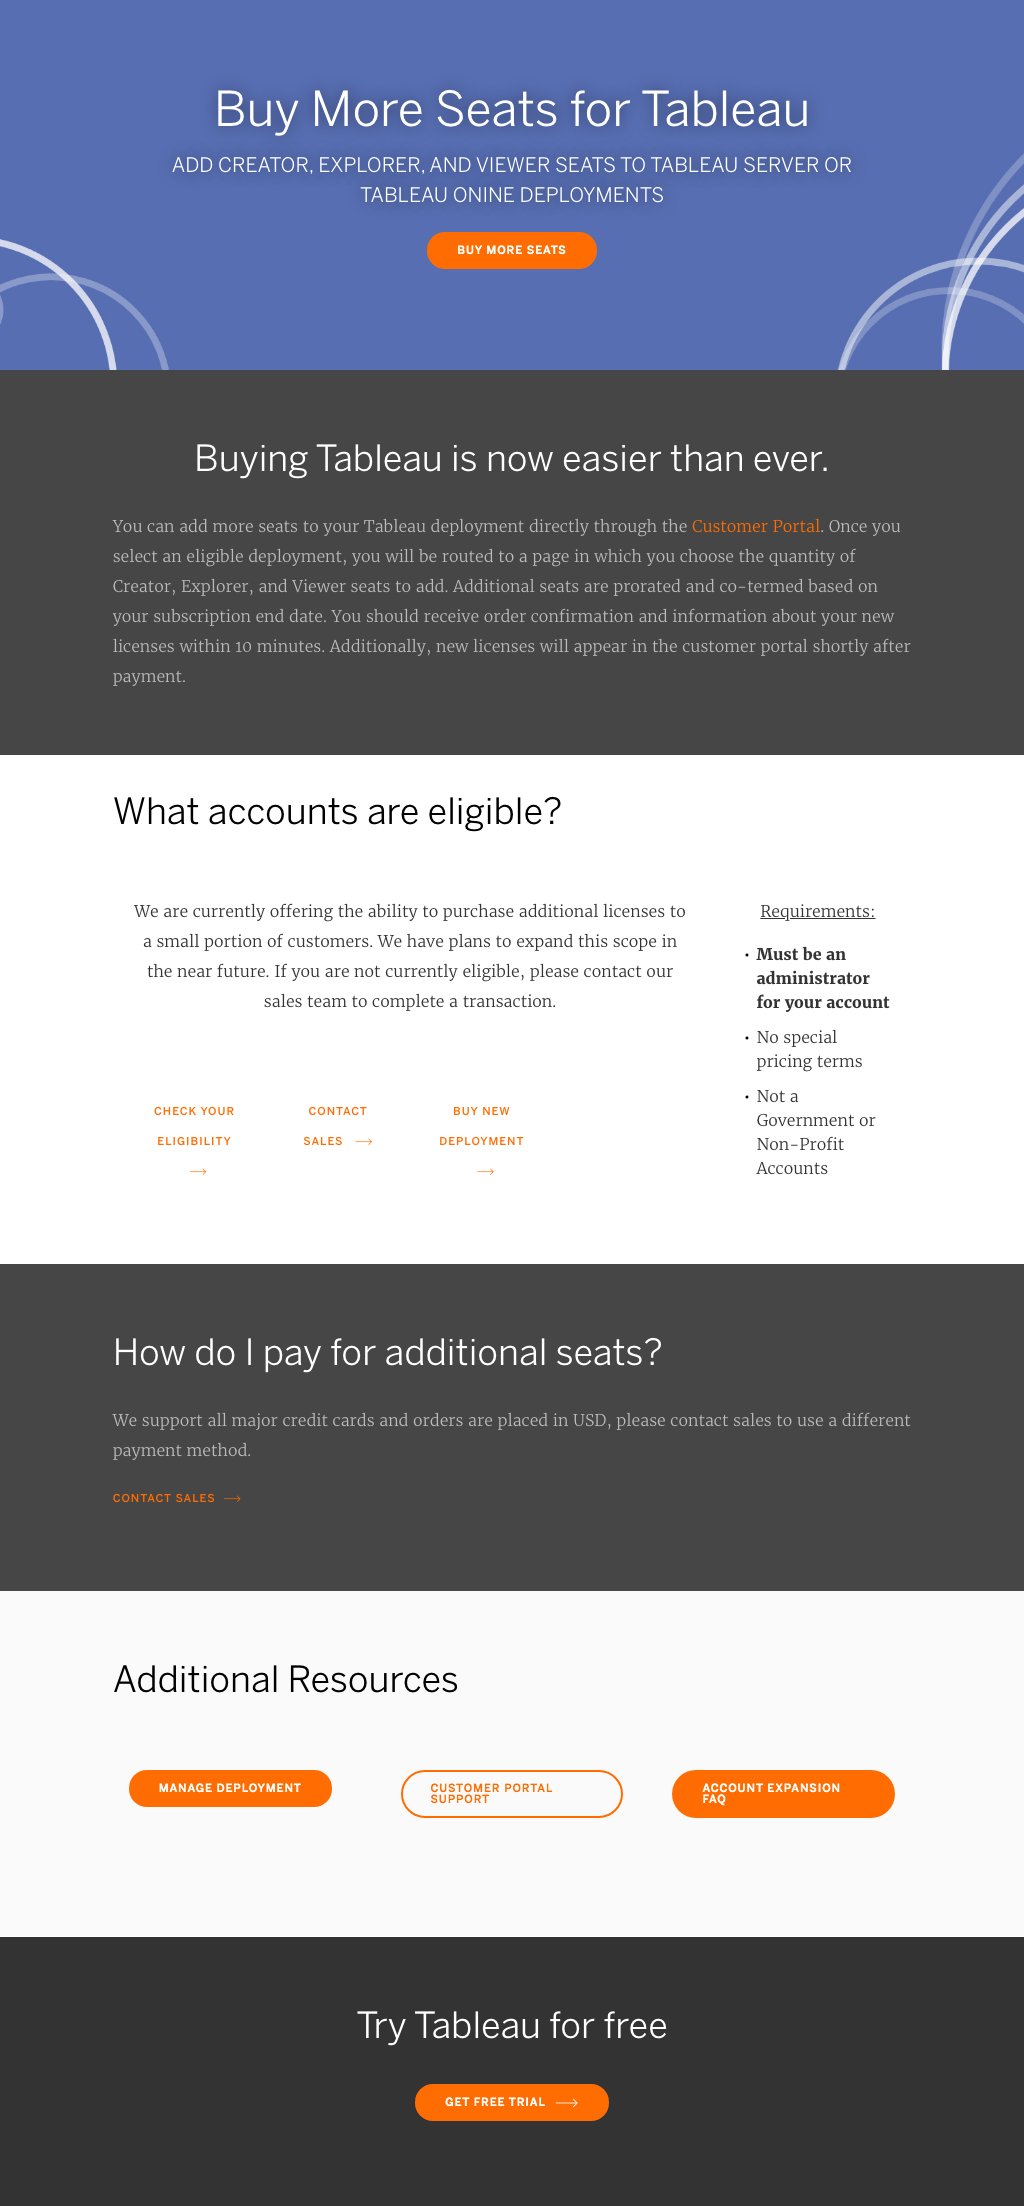 Buy More Seats for Tableau
ADD CREATOR, EXPLORER, AND VIEWER SEATS TO TABLEAU SERVER OR
TABLEAU ONINE DEPLOYMENTS
BUY MORE SEATS
Buying Tableau is now easier than ever.
You can add more seats to your Tableau deployment directly through the Customer Portal. Once you
select an eligible deployment, you will be routed to a page in which you choose the quantity of
Creator, Explorer, and Viewer seats to add. Additional seats are prorated and co-termed based on
your subscription end date. You should receive order confirmation and information about your new
licenses within 10 minutes. Additionally, new licenses will appear in the customer portal shortly after
payment.
What accounts are eligible?
We are currently offering the ability to purchase additional licenses to
a small portion of customers. We have plans to expand this scope in
the near future. If you are not currently eligible, please contact our
sales team to complete a transaction.
CHECK YOUR
ELIGIBILITY
CONTACT
SALES
BUY NEW
DEPLOYMENT
Requirements:
• Must be an
administrator
for your account
• No special
pricing terms
• Not a
Government or
Non-Profit
Accounts
How do I pay for additional seats?
We support all major credit cards and orders are placed in USD, please contact sales to use a different
payment method.
CONTACT SALES
Additional Resources
MANAGE DEPLOYMENT
CUSTOMER PORTAL
SUPPORT
ACCOUNT EXPANSION
FAQ
Try Tableau for free
GET FREE TRIAL